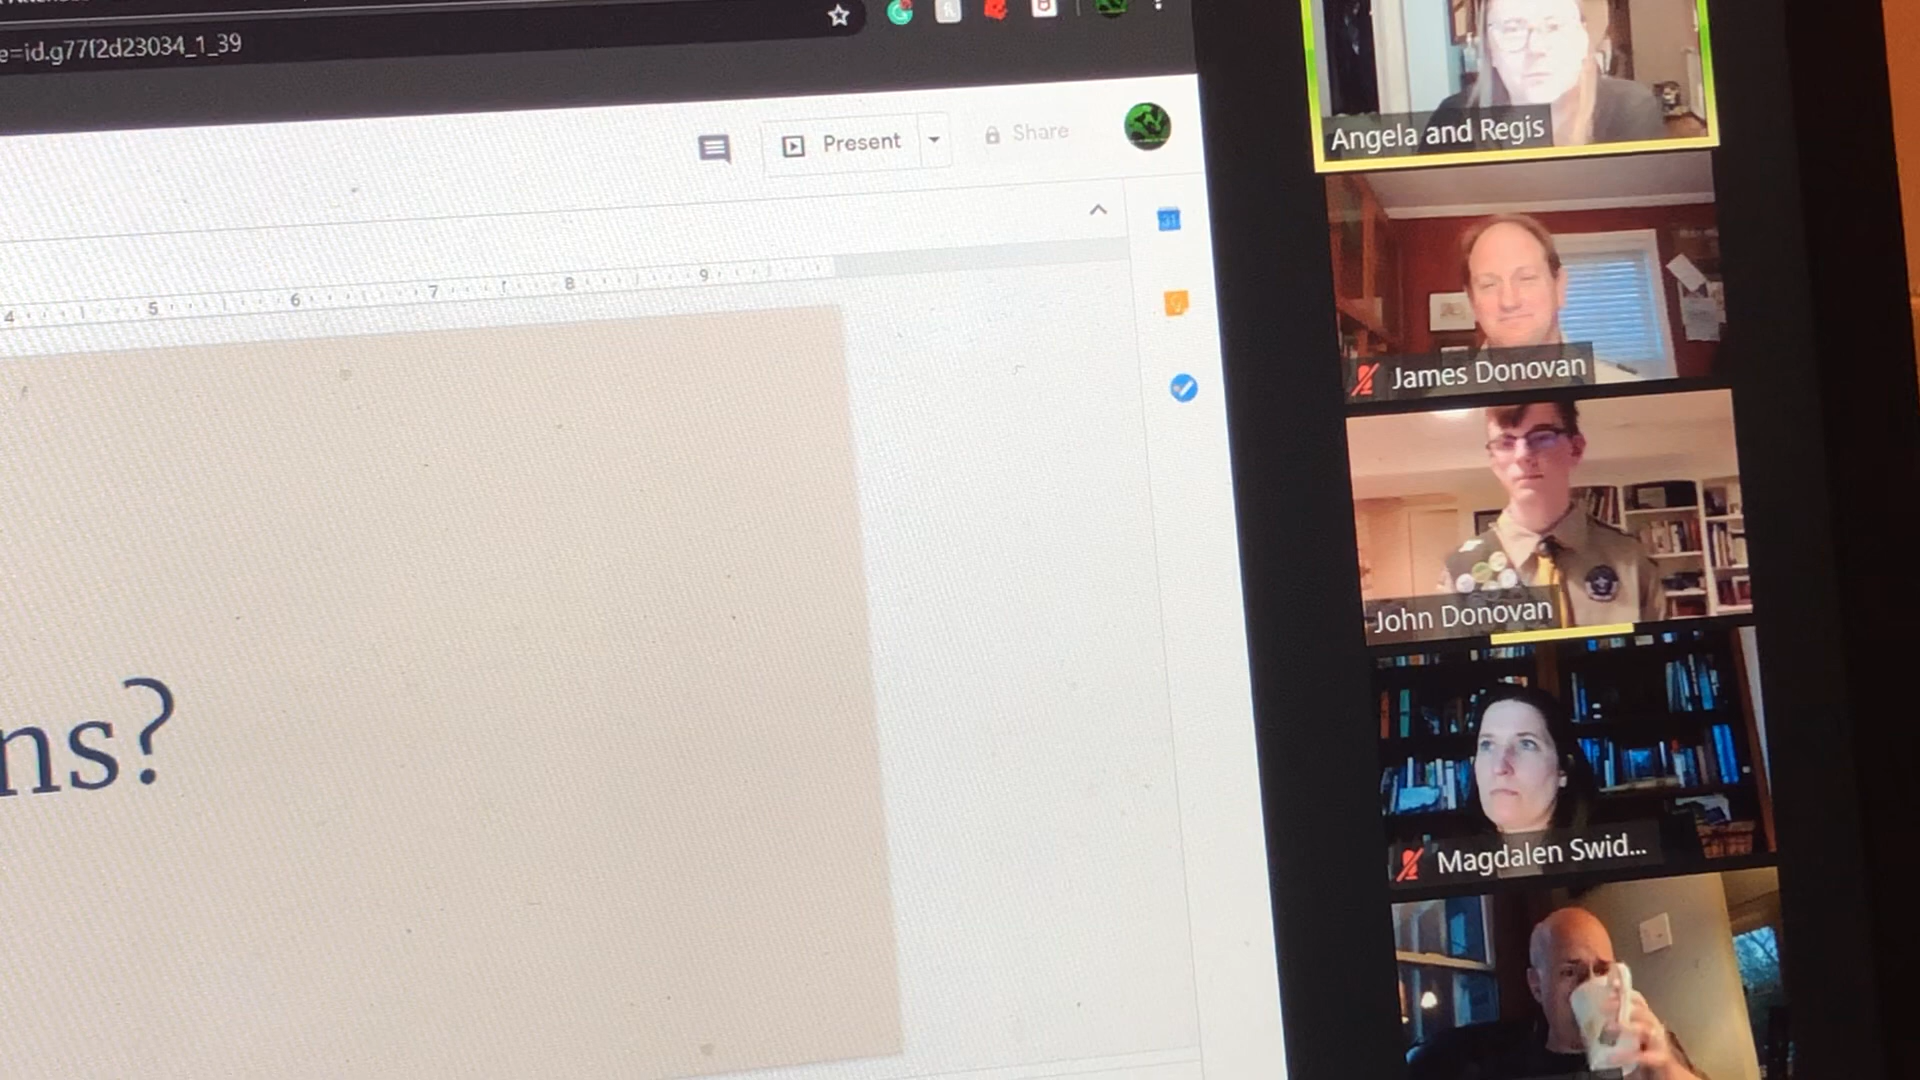 e=id.g77f2d23034_1_39
Present
Share
4 5 6 7 8 9
31
ns?
Angela and Regis
James Donovan
John Donovan
Magdalen Swid...